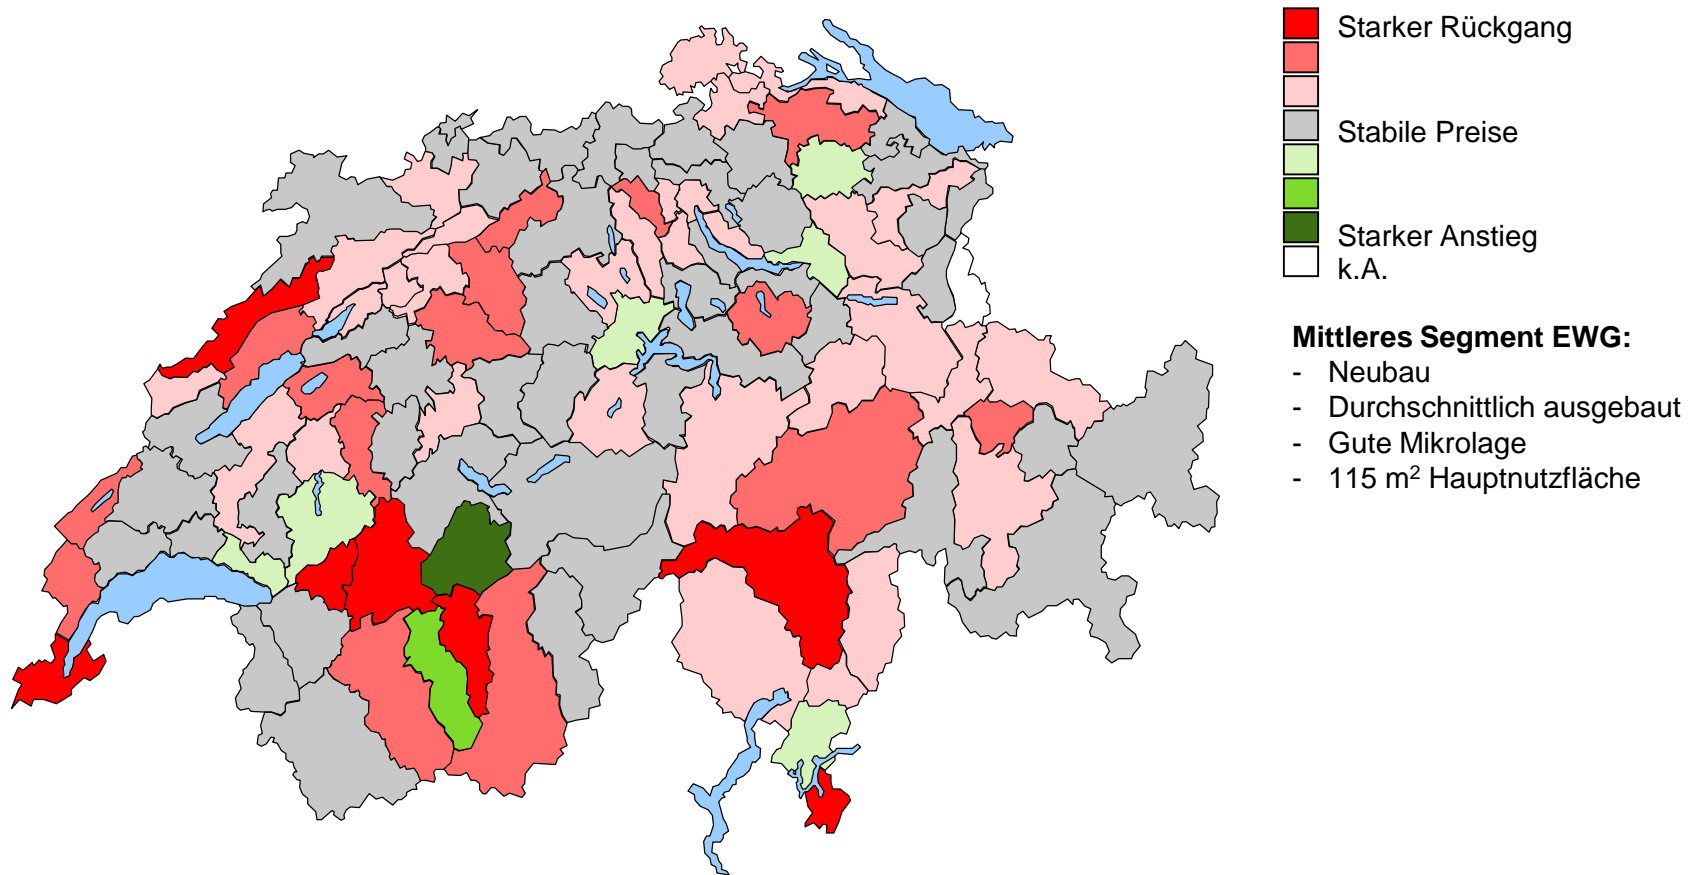 Starker Rückgang
Stabile Preise
Starker Anstieg
k.A.
Mittleres Segment EWG:
- Neubau
- Durchschnittlich ausgebaut
- Gute Mikrolage
- 115 m² Hauptnutzfläche